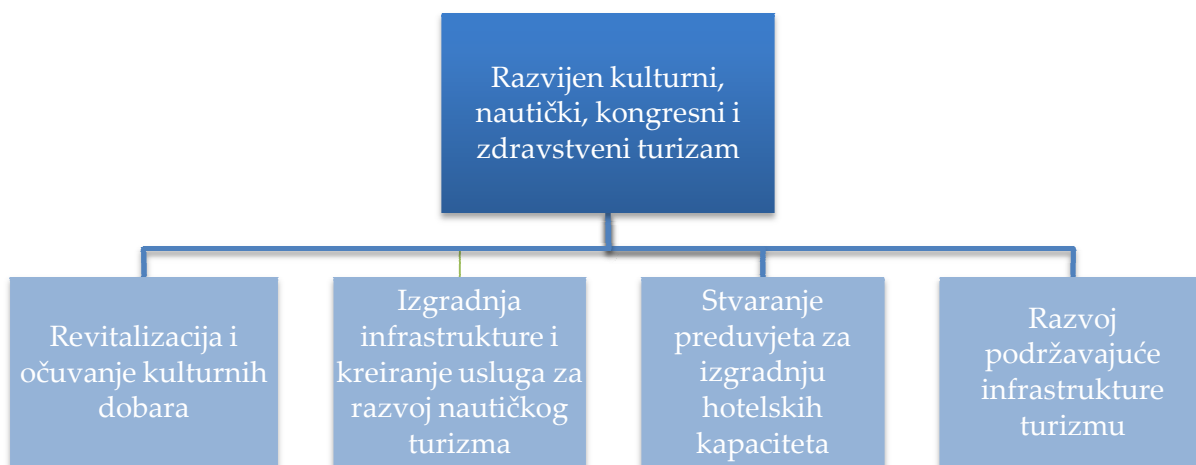 Razvijen kulturni,
nautički, kongresni i
zdravstveni turizam
Revitalizacija i
očuvanje kulturnih
dobara
Izgradnja
infrastrukture i
kreiranje usluga za
razvoj nautičkog
turizma
Stvaranje
preduvjeta za
izgradnju
hotelskih
kapaciteta
Razvoj
podržavajuće
infrastrukture
turizmu